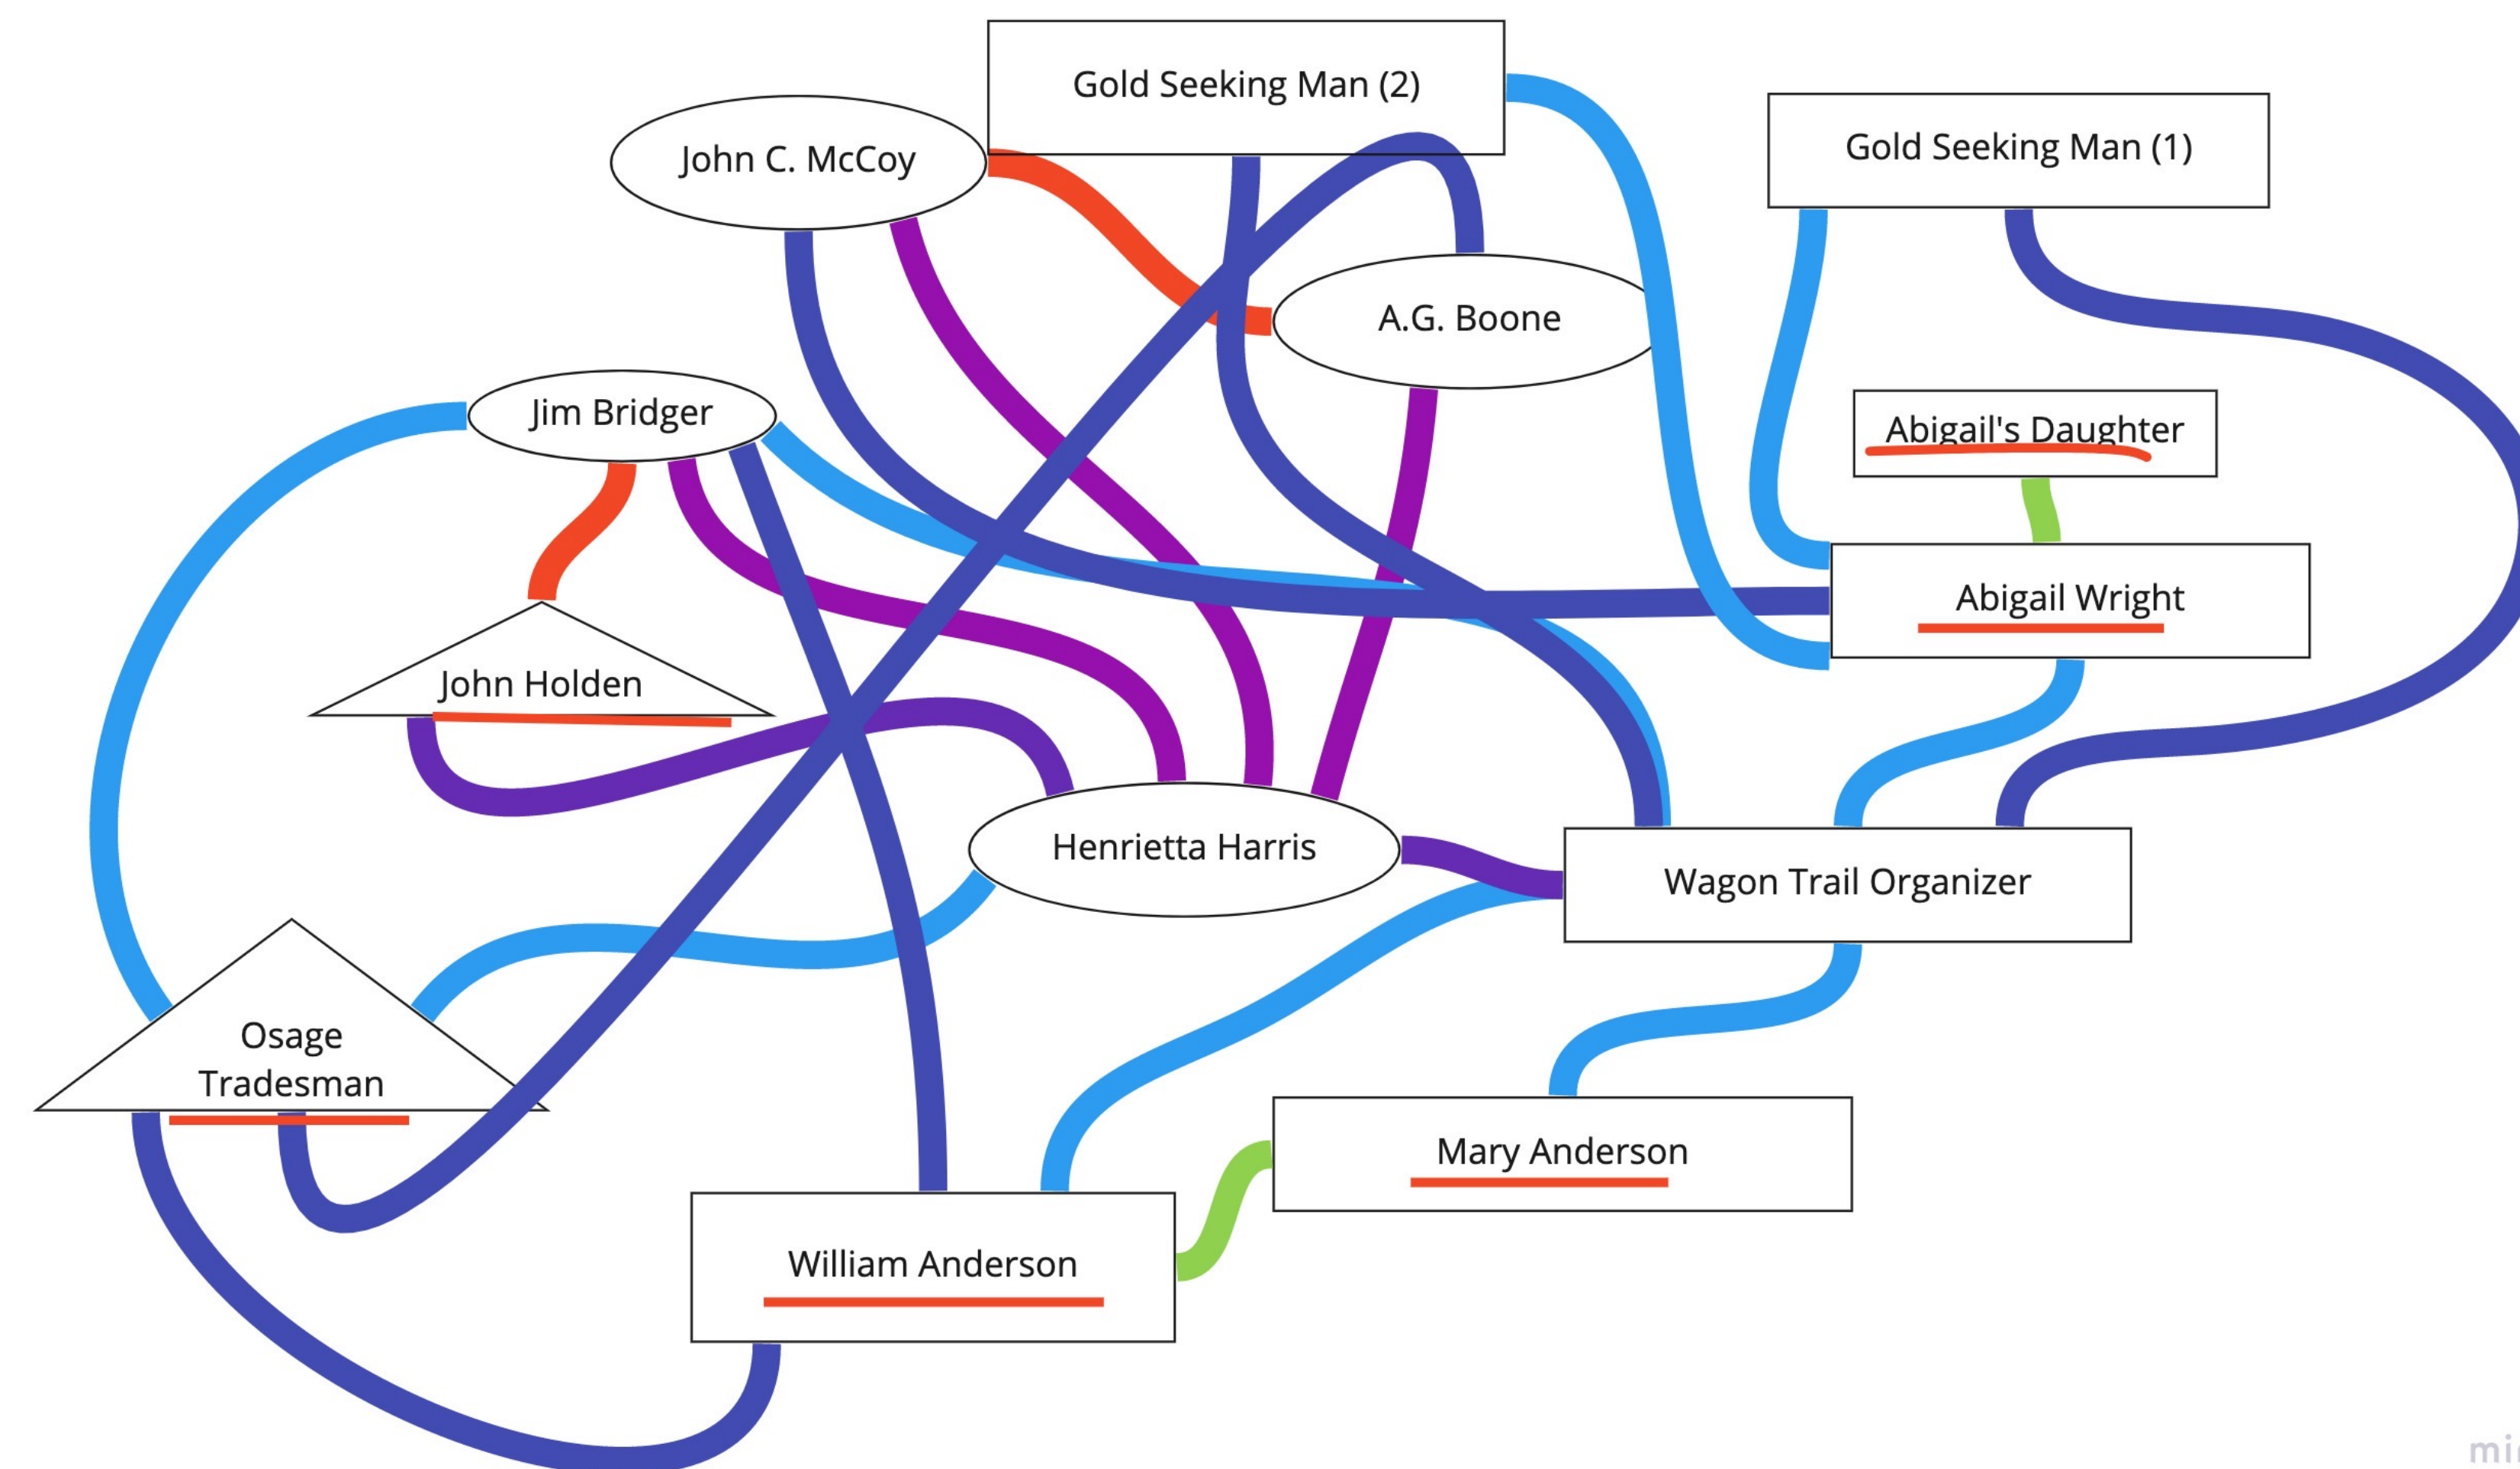 Gold Seeking Man (2)
John C. McCoy
Gold Seeking Man (1)
A.G. Boone
Jim Bridger
Abigail's Daughter
Abigail Wright
John Holden
Henrietta Harris
Wagon Trail Organizer
Osage
Tradesman
Mary Anderson
William Anderson